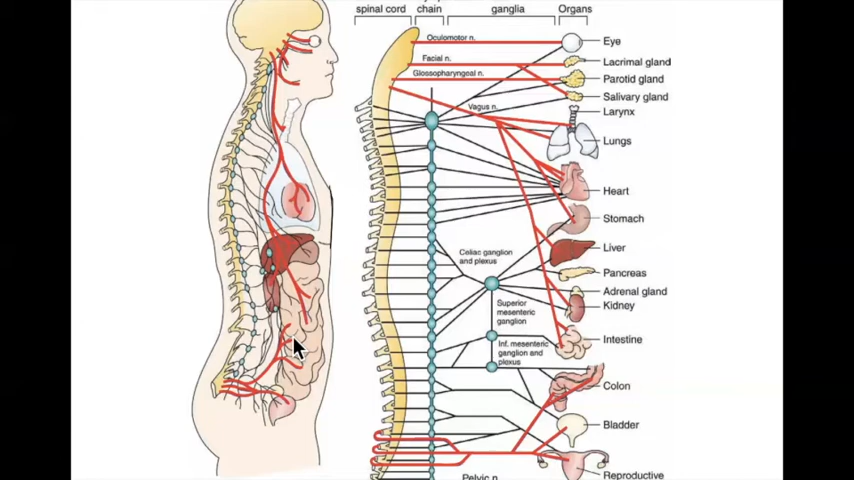 spinal cord
chain
ganglia
Organs
Oculomotor n.
Eye
Facial n.
Lacrimal gland
Glossopharyngeal n.
Parotid gland
Salivary gland
Vagus n.
Larynx
Lungs
Heart
Stomach
Celiac ganglion
and plexus
Liver
Pancreas
Adrenal gland
Kidney
Superior
mesenteric
ganglion
Intestine
Inf. mesenteric
ganglion and
plexus
Colon
Bladder
Reproductive
Pelvic n.